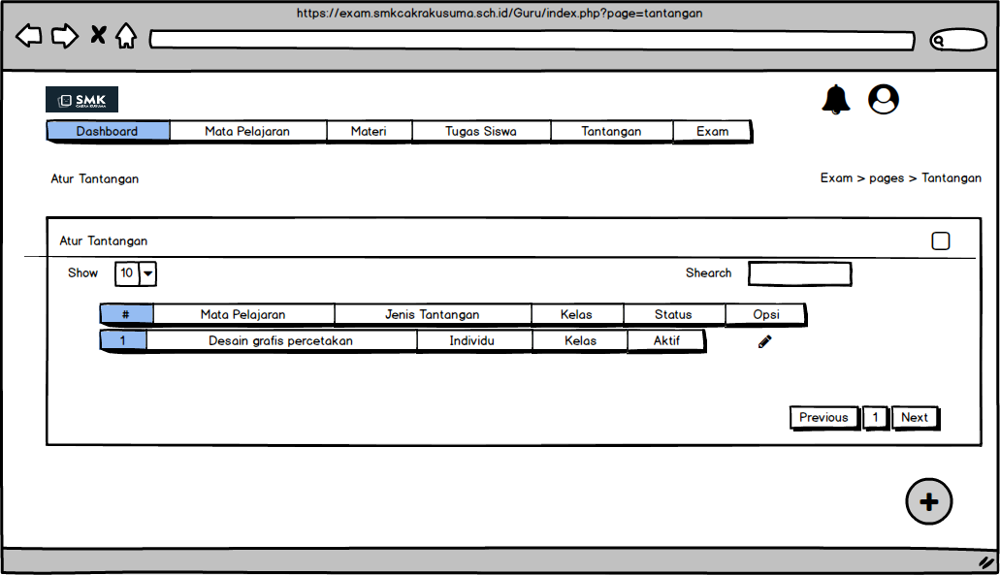 https://exam.smkcakrakusuma.sch.id/Guru/index.php?page=tantangan
SMK
CAKRA KUSUMA
Dashboard Mata Pelajaran Materi Tugas Siswa Tantangan Exam
Atur Tantangan Exam > pages > Tantangan
Atur Tantangan
Show 10 Shearch
# Mata Pelajaran Jenis Tantangan Kelas Status Opsi
1 Desain grafis percetakan Individu Kelas Aktif
Previous 1 Next